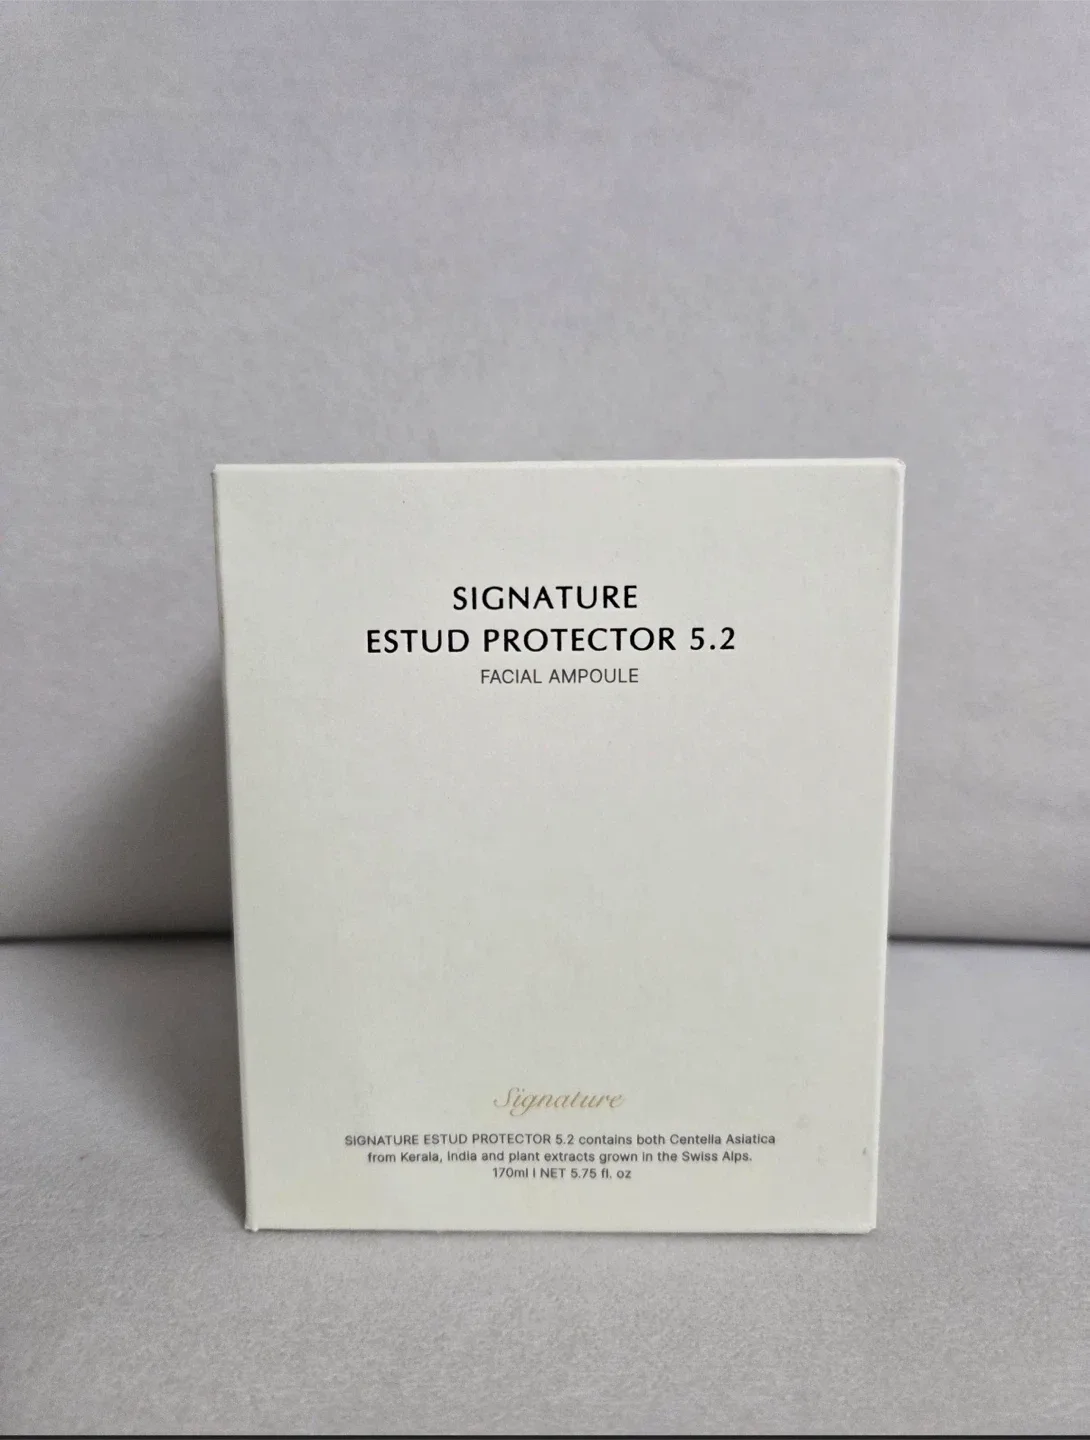 SIGNATURE
ESTUD PROTECTOR 5.2
FACIAL AMPOULE
Signature
SIGNATURE ESTUD PROTECTOR 5.2 contains both Centella Asiatica
from Kerala, India and plant extracts grown in the Swiss Alps.
170ml I NET 5.75 fl. oz